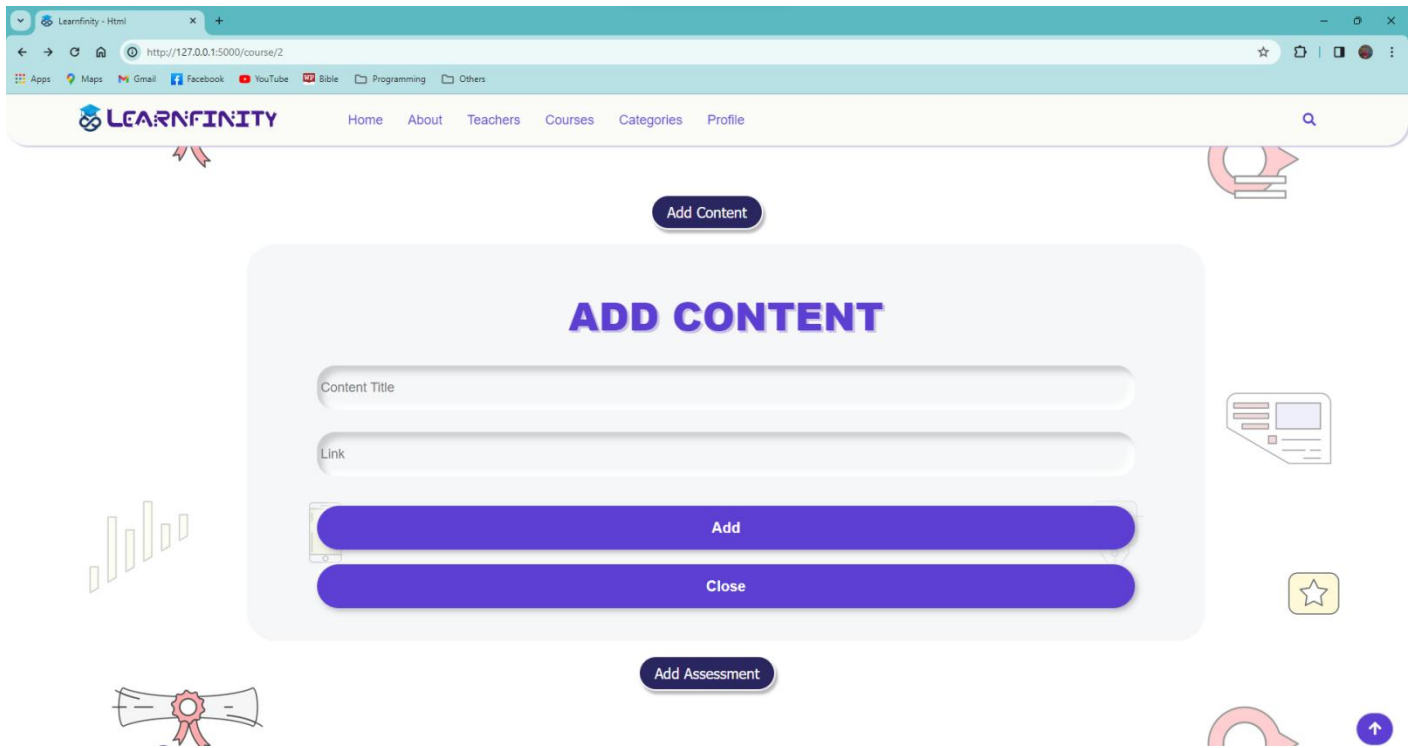 Learnfinity - Html
http://127.0.0.1:5000/course/2
Apps Maps Gmail Facebook YouTube Bible Programming Others
LEARNFINITY Home About Teachers Courses Categories Profile
Add Content
ADD CONTENT
Content Title
Link
Add
Close
Add Assessment